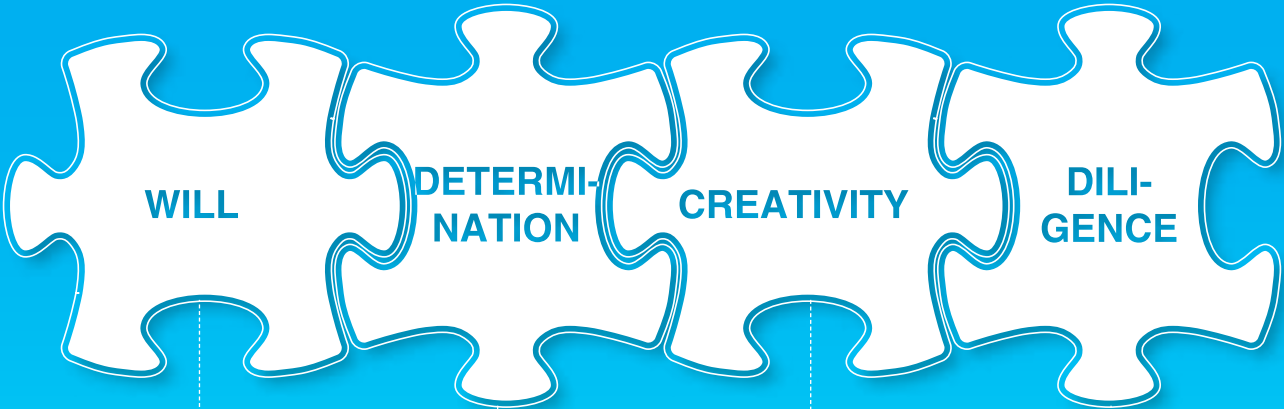 WILL
DETERMI-
NATION
CREATIVITY
DILI-
GENCE